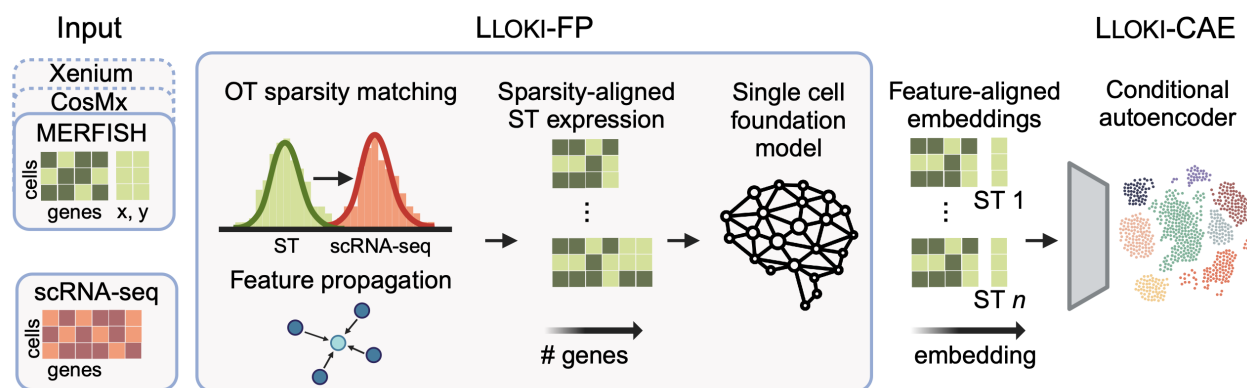 Input
Xenium
CosMx
MERFISH
cells
genes
x, y
scRNA-seq
cells
genes
LLOKI-FP
OT sparsity matching
ST
scRNA-seq
Feature propagation
Sparsity-aligned
ST expression
# genes
Single cell
foundation
model
Feature-aligned
embeddings
ST 1
ST n
embedding
LLOKI-CAE
Conditional
autoencoder